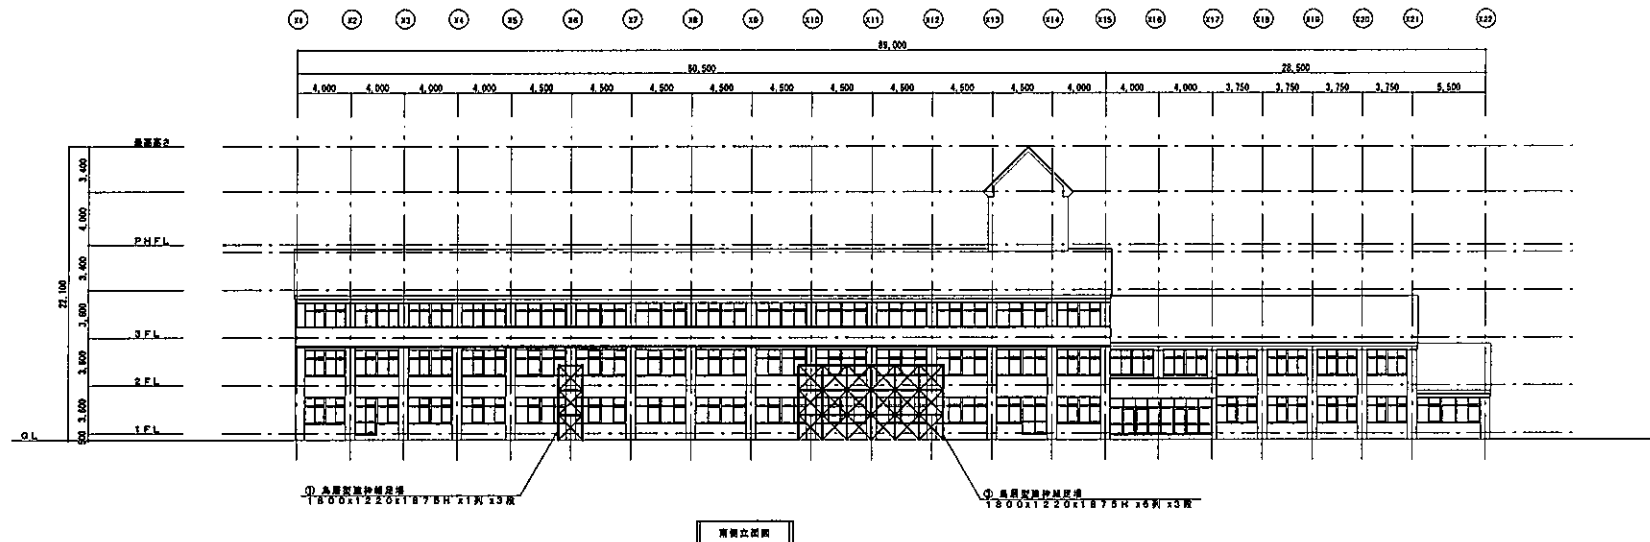 X1 X2 X3 X4 X5 X6 X7 X8 X9 X10 X11 X12 X13 X14 X15 X16 X17 X18 X19 X20 X21 X22
89,000
60,500 28,500
4,000 4,000 4,000 4,000 4,500 4,500 4,500 4,500 4,500 4,500 4,500 4,500 4,500 4,000 4,000 4,000 3,750 3,750 3,750 3,750 5,500
最高高さ
3,400
4,000
PHFL
3,400
22,100
3,600
3FL
3,600
2FL
3,600
1FL
500
GL
① 鳥居型建枠組足場
1800x1220x1875H x1列 x3段
① 鳥居型建枠組足場
1800x1220x1875H x6列 x3段
南側立面図